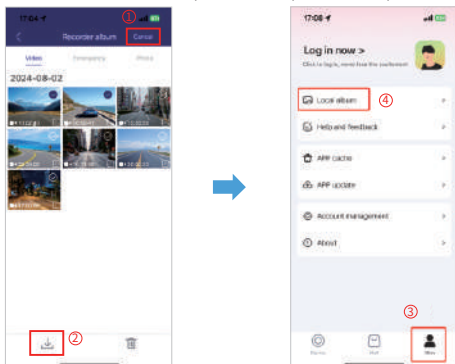 17:04
①
Recorder album
Cancel
Video
Emergency
Photo
2024-08-02
②
17:08
Log in now >
Local album
④
Help and feedback
APP cache
APP update
Account management
About
③
Mine